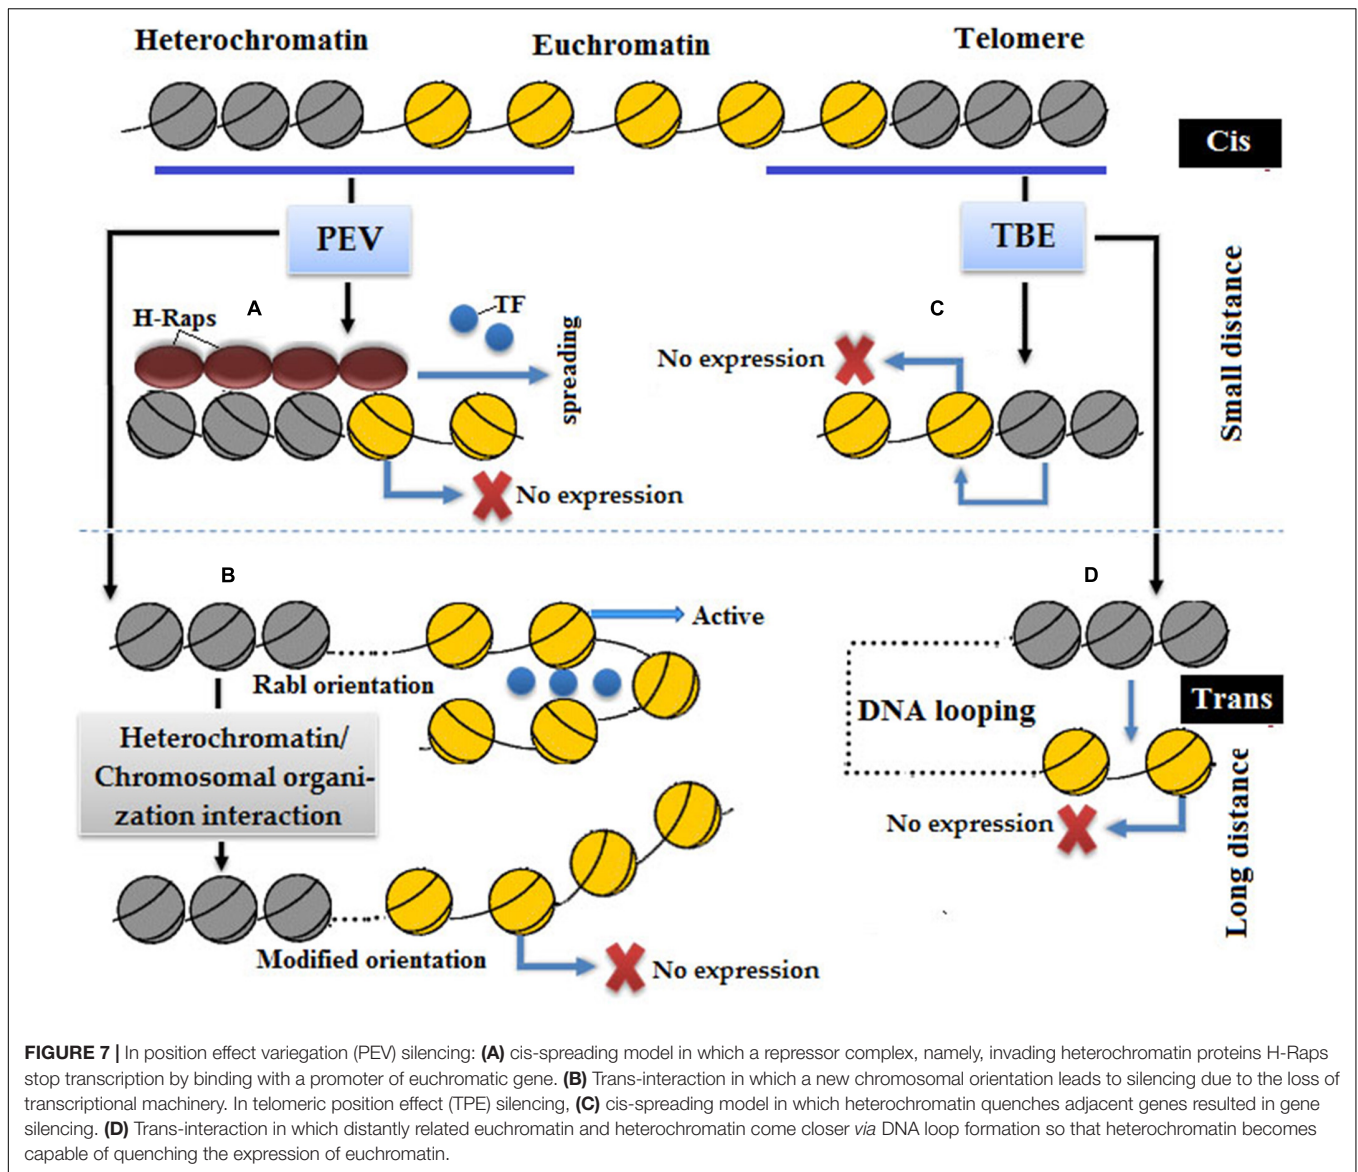 Heterochromatin
Euchromatin
Telomere
Cis
PEV
TBE
A
TF
H-Raps
spreading
C
No expression
Small distance
No expression
B
D
Active
Rabl orientation
Trans
DNA looping
Heterochromatin/
Chromosomal organi-
zation interaction
No expression
Long distance
Modified orientation
No expression
FIGURE 7 | In position effect variegation (PEV) silencing: (A) cis-spreading model in which a repressor complex, namely, invading heterochromatin proteins H-Raps
stop transcription by binding with a promoter of euchromatic gene. (B) Trans-interaction in which a new chromosomal orientation leads to silencing due to the loss of
transcriptional machinery. In telomeric position effect (TPE) silencing, (C) cis-spreading model in which heterochromatin quenches adjacent genes resulted in gene
silencing. (D) Trans-interaction in which distantly related euchromatin and heterochromatin come closer via DNA loop formation so that heterochromatin becomes
capable of quenching the expression of euchromatin.